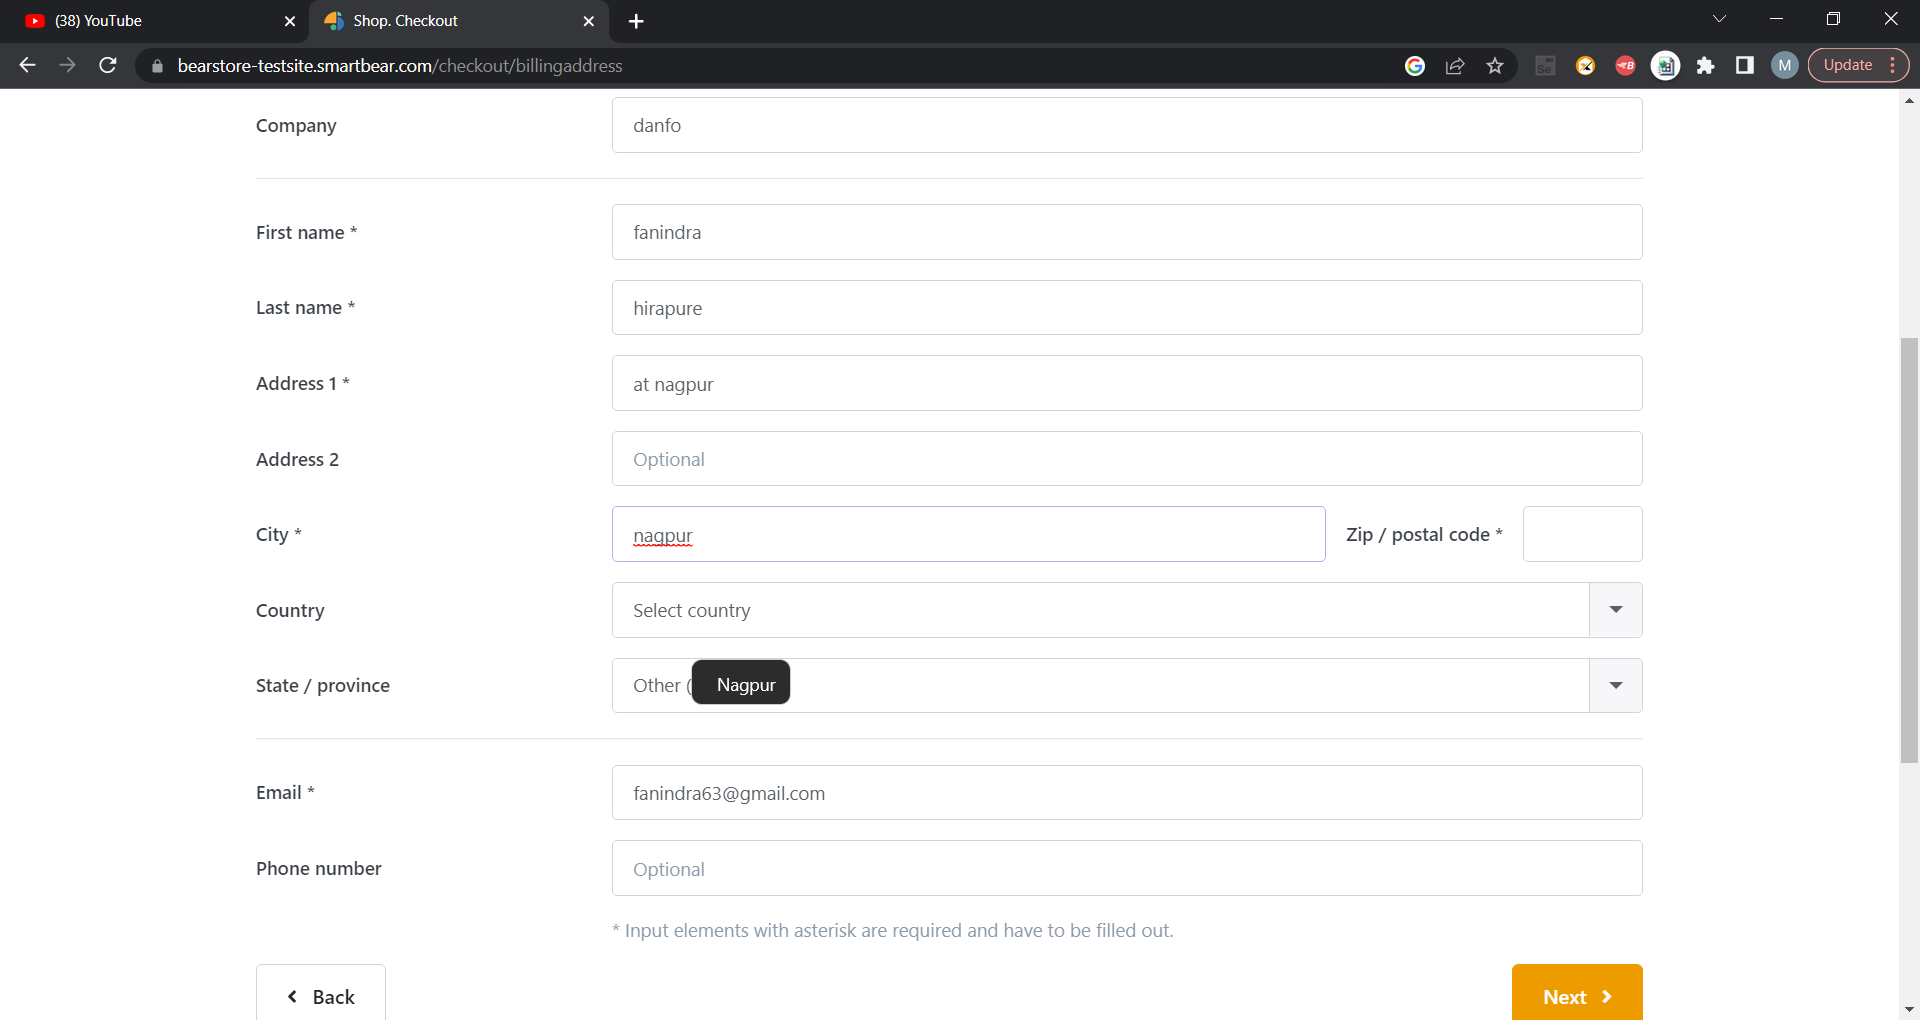 (38) YouTube
Shop. Checkout
bearstore-testsite.smartbear.com/checkout/billingaddress
Se
B
M
Update
Company
danfo
First name *
fanindra
Last name *
hirapure
Address 1 *
at nagpur
Address 2
Optional
City *
nagpur
Zip / postal code *
Country
Select country
State / province
Other (
Nagpur
Email *
fanindra63@gmail.com
Phone number
Optional
* Input elements with asterisk are required and have to be filled out.
Back
Next